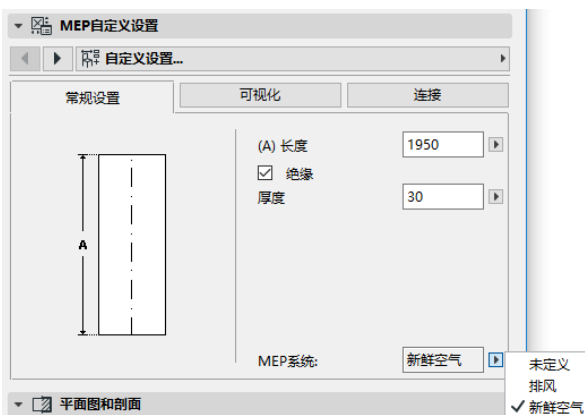 MEP自定义设置
自定义设置...
常规设置 可视化 连接
(A) 长度 1950
绝缘
厚度 30
A
MEP系统: 新鲜空气
未定义
排风
新鲜空气
平面图和剖面